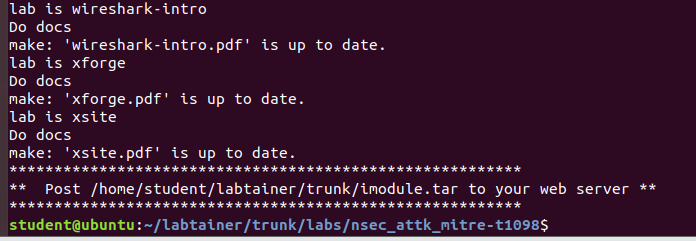 lab is wireshark-intro
Do docs
make: 'wireshark-intro.pdf' is up to date.
lab is xforge
Do docs
make: 'xforge.pdf' is up to date.
lab is xsite
Do docs
make: 'xsite.pdf' is up to date.
*********************************************************
**  Post /home/student/labtainer/trunk/imodule.tar to your web server **
*********************************************************
student@ubuntu:~/labtainer/trunk/labs/nsec_attk_mitre-t1098$